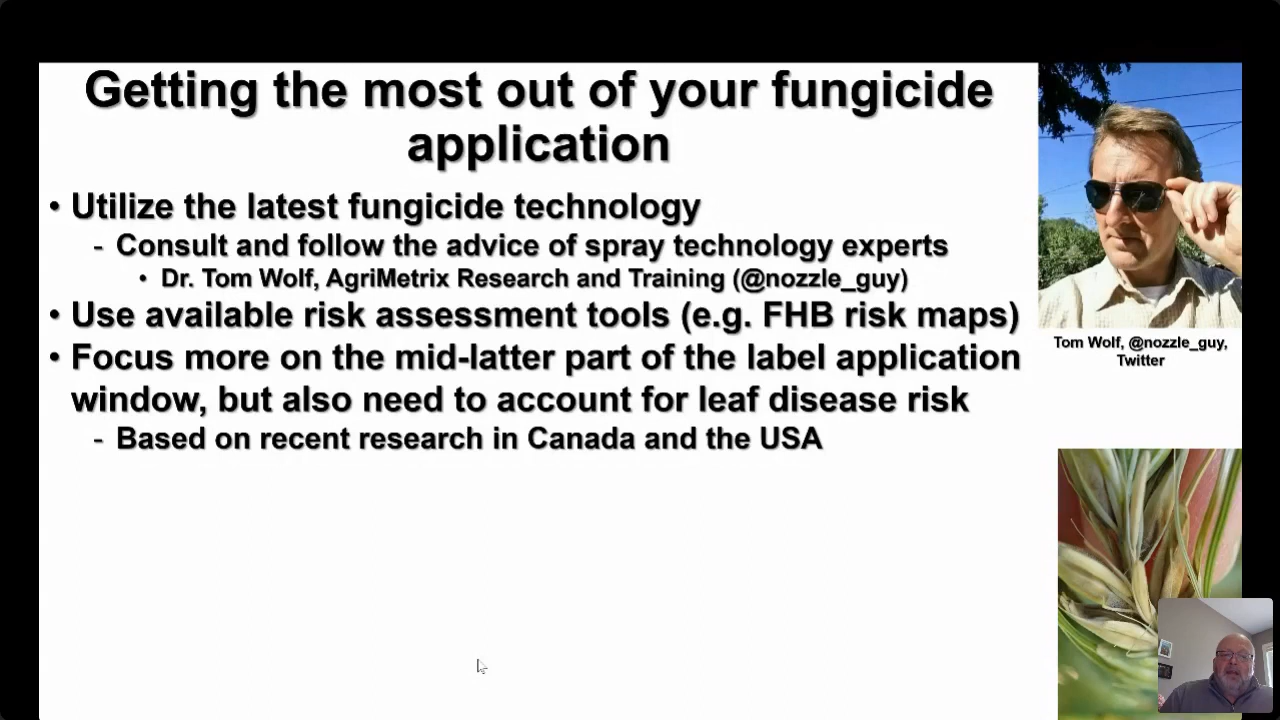 Getting the most out of your fungicide
application
• Utilize the latest fungicide technology
- Consult and follow the advice of spray technology experts
• Dr. Tom Wolf, AgriMetrix Research and Training (@nozzle_guy)
• Use available risk assessment tools (e.g. FHB risk maps)
• Focus more on the mid-latter part of the label application
window, but also need to account for leaf disease risk
- Based on recent research in Canada and the USA
Tom Wolf, @nozzle_guy,
Twitter